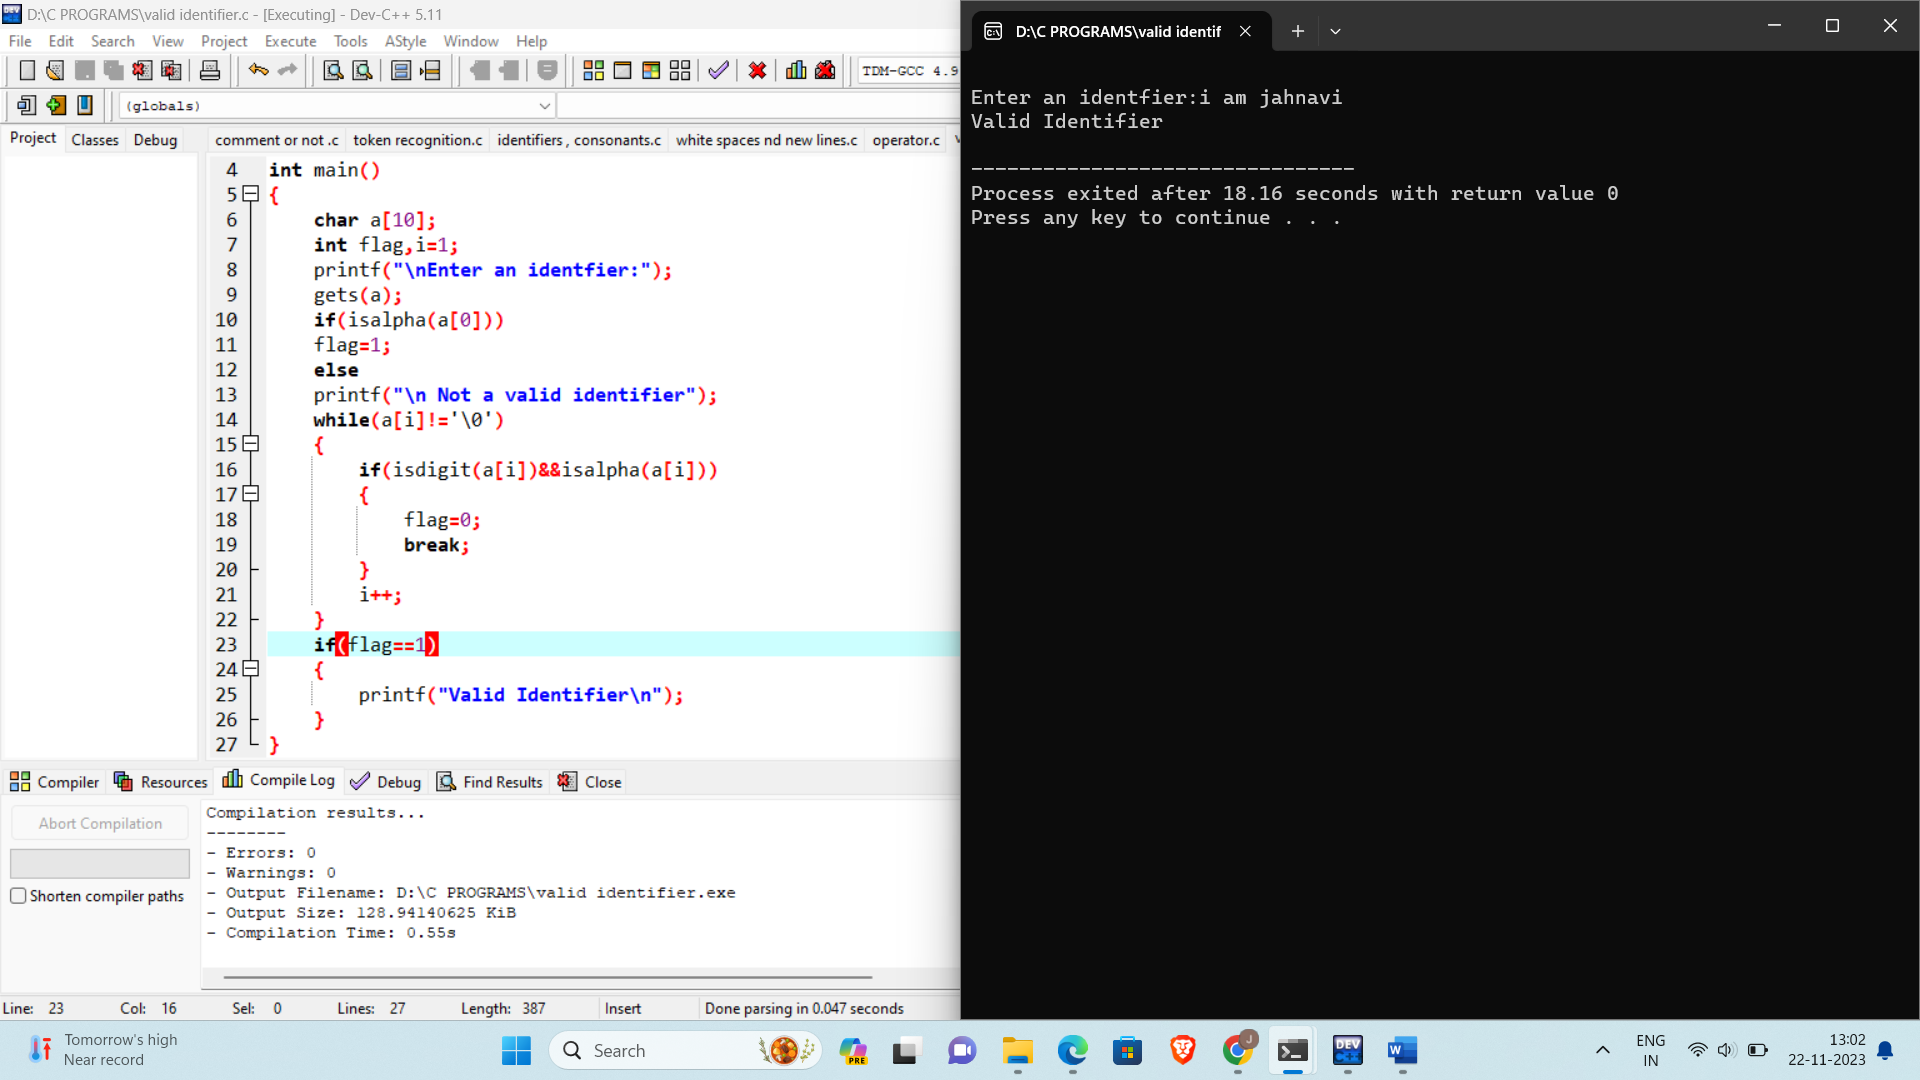 D:\C PROGRAMS\valid identifier.c - [Executing] - Dev-C++ 5.11
File Edit Search View Project Execute Tools AStyle Window Help
TDM-GCC 4.9
(globals)
Project Classes Debug
comment or not .c token recognition.c identifiers , consonants.c white spaces nd new lines.c operator.c
4 int main()
5 {
6 char a[10];
7 int flag,i=1;
8 printf("\nEnter an identfier:");
9 gets(a);
10 if(isalpha(a[0]))
11 flag=1;
12 else
13 printf("\n Not a valid identifier");
14 while(a[i]!='\0')
15 {
16 if(isdigit(a[i])&&isalpha(a[i]))
17 {
18 flag=0;
19 break;
20 }
21 i++;
22 }
23 if(flag==1)
24 {
25 printf("Valid Identifier\n");
26 }
27 }
Compiler Resources Compile Log Debug Find Results Close
Abort Compilation
Shorten compiler paths
Compilation results...
--------
- Errors: 0
- Warnings: 0
- Output Filename: D:\C PROGRAMS\valid identifier.exe
- Output Size: 128.94140625 KiB
- Compilation Time: 0.55s
Line: 23 Col: 16 Sel: 0 Lines: 27 Length: 387 Insert Done parsing in 0.047 seconds
D:\C PROGRAMS\valid identif
Enter an identfier:i am jahnavi
Valid Identifier
--------------------------------
Process exited after 18.16 seconds with return value 0
Press any key to continue . . .
Tomorrow's high
Near record
Search
PRE
J
DEV
C++
W
ENG
IN
13:02
22-11-2023